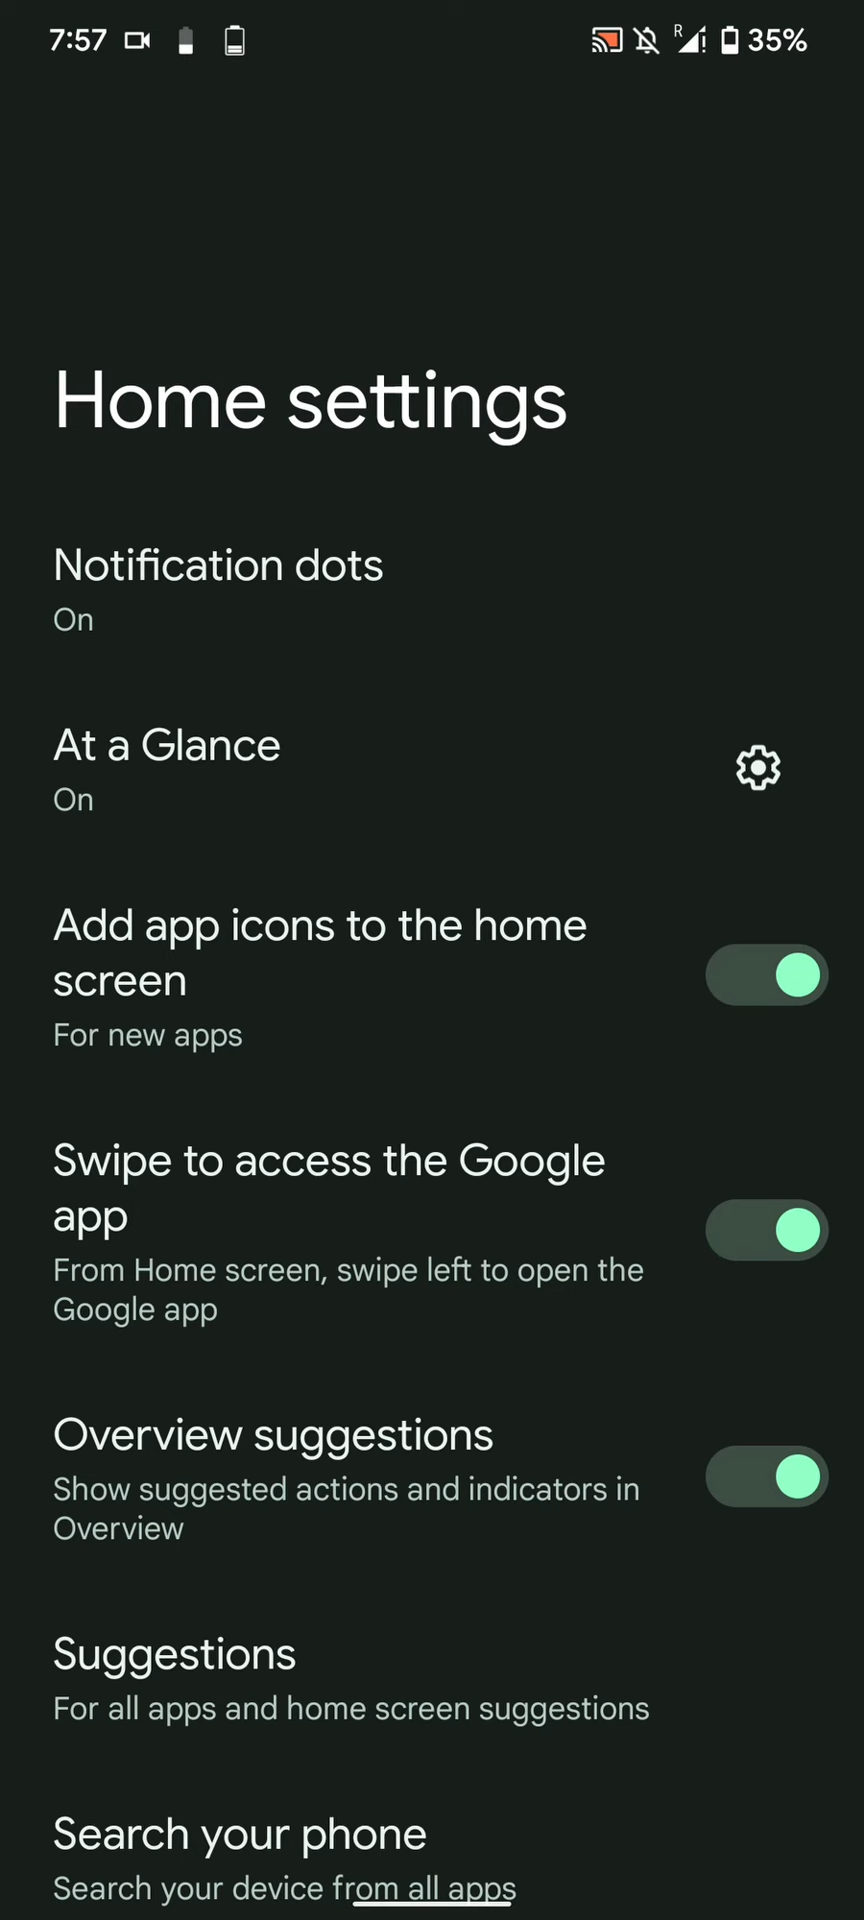 7:57
R
35%
Home settings
Notification dots
On
At a Glance
On
Add app icons to the home
screen
For new apps
Swipe to access the Google
app
From Home screen, swipe left to open the
Google app
Overview suggestions
Show suggested actions and indicators in
Overview
Suggestions
For all apps and home screen suggestions
Search your phone
Search your device from all apps